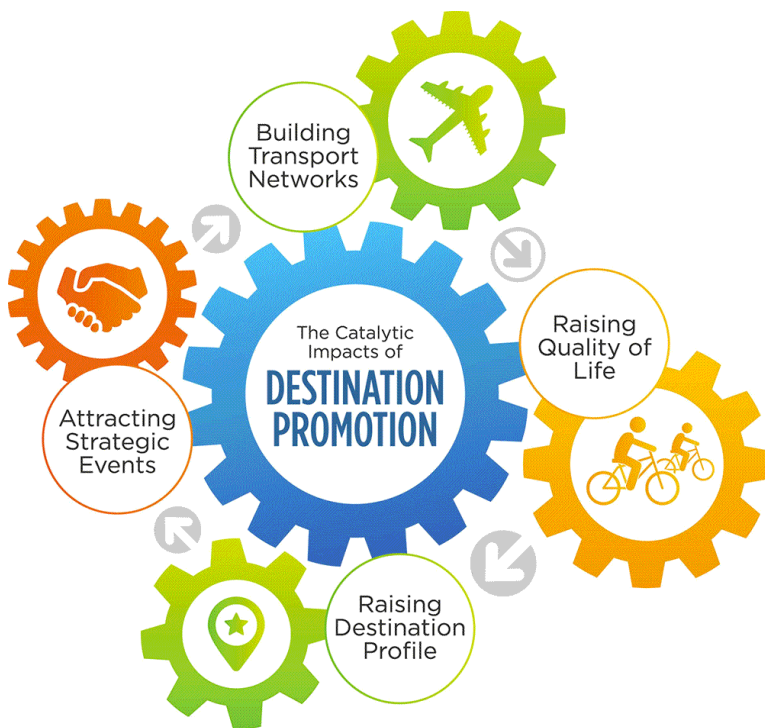 Building
Transport
Networks
The Catalytic
Impacts of
DESTINATION
PROMOTION
Raising
Quality of
Life
Attracting
Strategic
Events
Raising
Destination
Profile